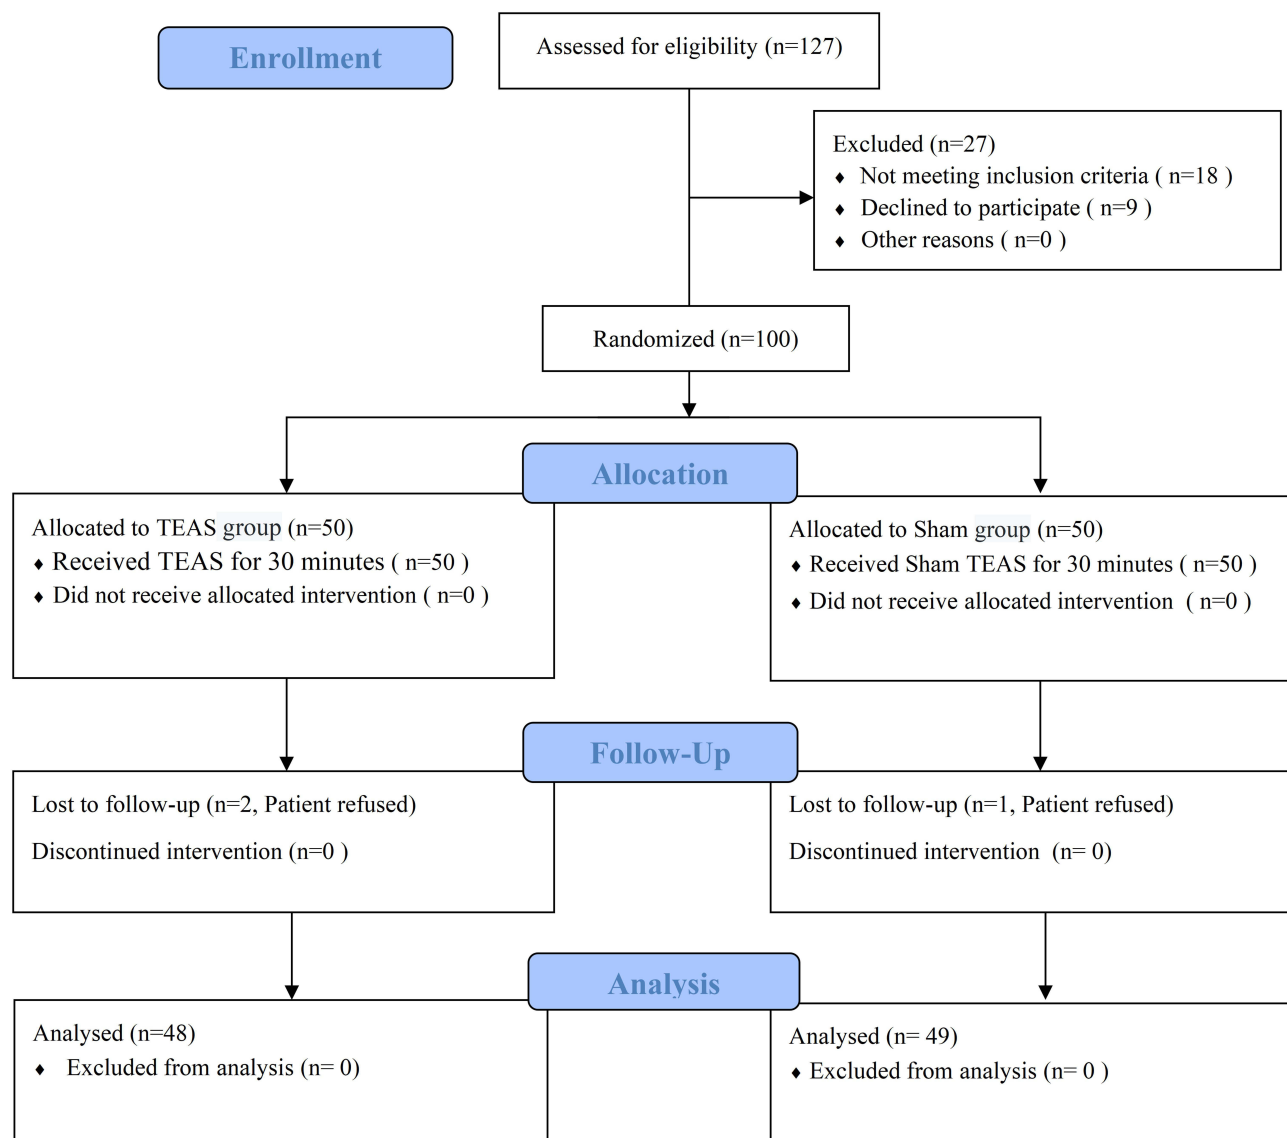 Enrollment
Assessed for eligibility (n=127)
Excluded (n=27)
♦ Not meeting inclusion criteria ( n=18 )
♦ Declined to participate ( n=9 )
♦ Other reasons ( n=0 )
Randomized (n=100)
Allocation
Allocated to TEAS group (n=50)
♦ Received TEAS for 30 minutes ( n=50 )
♦ Did not receive allocated intervention ( n=0 )
Allocated to Sham group (n=50)
♦ Received Sham TEAS for 30 minutes ( n=50 )
♦ Did not receive allocated intervention ( n=0 )
Follow-Up
Lost to follow-up (n=2, Patient refused)
Discontinued intervention (n=0 )
Lost to follow-up (n=1, Patient refused)
Discontinued intervention (n= 0)
Analysis
Analysed (n=48)
♦ Excluded from analysis (n= 0)
Analysed (n= 49)
♦ Excluded from analysis (n= 0 )